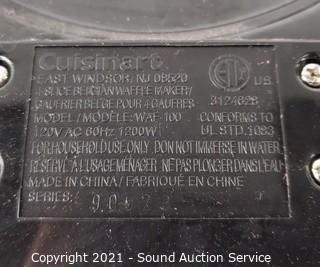 Cuisinart
EAST WINDSOR, NJ 08520
4 SLICE BELGIAN WAFFLE MAKER/
GAUFRIER BELGE POUR 4 GAUFRES
MODEL / MODÈLE: WAF-100
120V AC 60Hz 1200W
US
3124628
CONFORMS TO
UL STD. 1083
FOR HOUSEHOLD USE ONLY. DO NOT IMMERSE IN WATER.
RÉSERVÉ À L'USAGE MÉNAGER. NE PAS PLONGER DANS L'EAU.
MADE IN CHINA / FABRIQUÉ EN CHINE
SERIES:
Copyright 2021 - Sound Auction Service